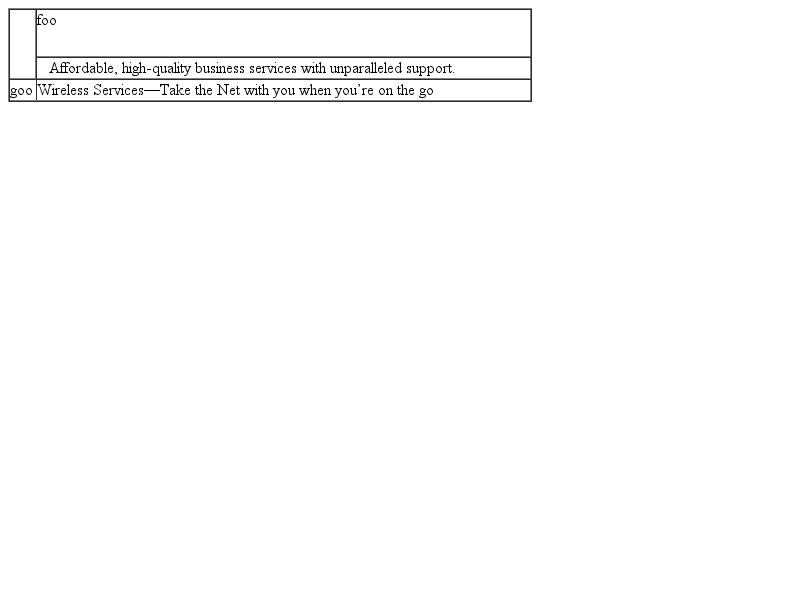 foo
Affordable, high-quality business services with unparalleled support.
goo Wireless Services—Take the Net with you when you’re on the go